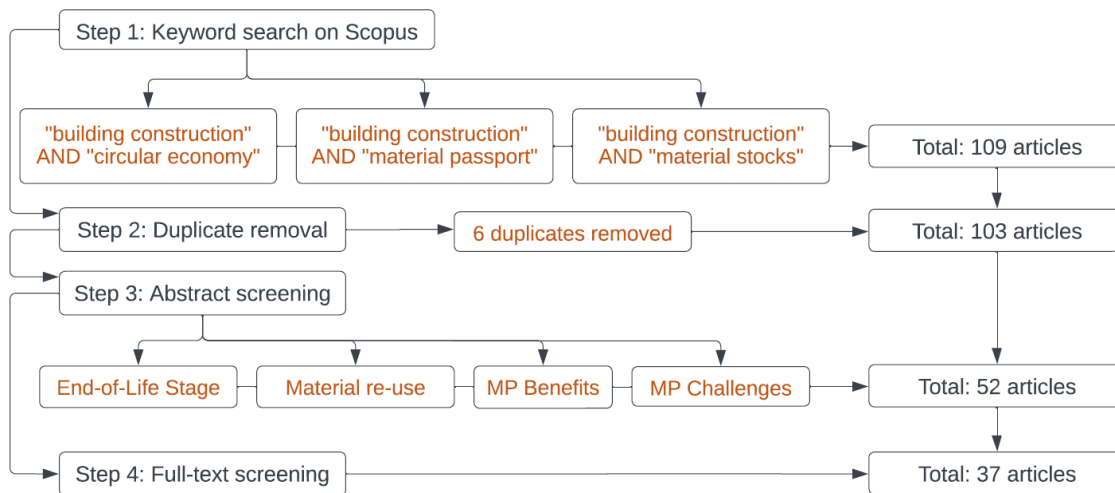 Step 1: Keyword search on Scopus
"building construction"
AND "circular economy"
"building construction"
AND "material passport"
"building construction"
AND "material stocks"
Total: 109 articles
Step 2: Duplicate removal
6 duplicates removed
Total: 103 articles
Step 3: Abstract screening
End-of-Life Stage
Material re-use
MP Benefits
MP Challenges
Total: 52 articles
Step 4: Full-text screening
Total: 37 articles